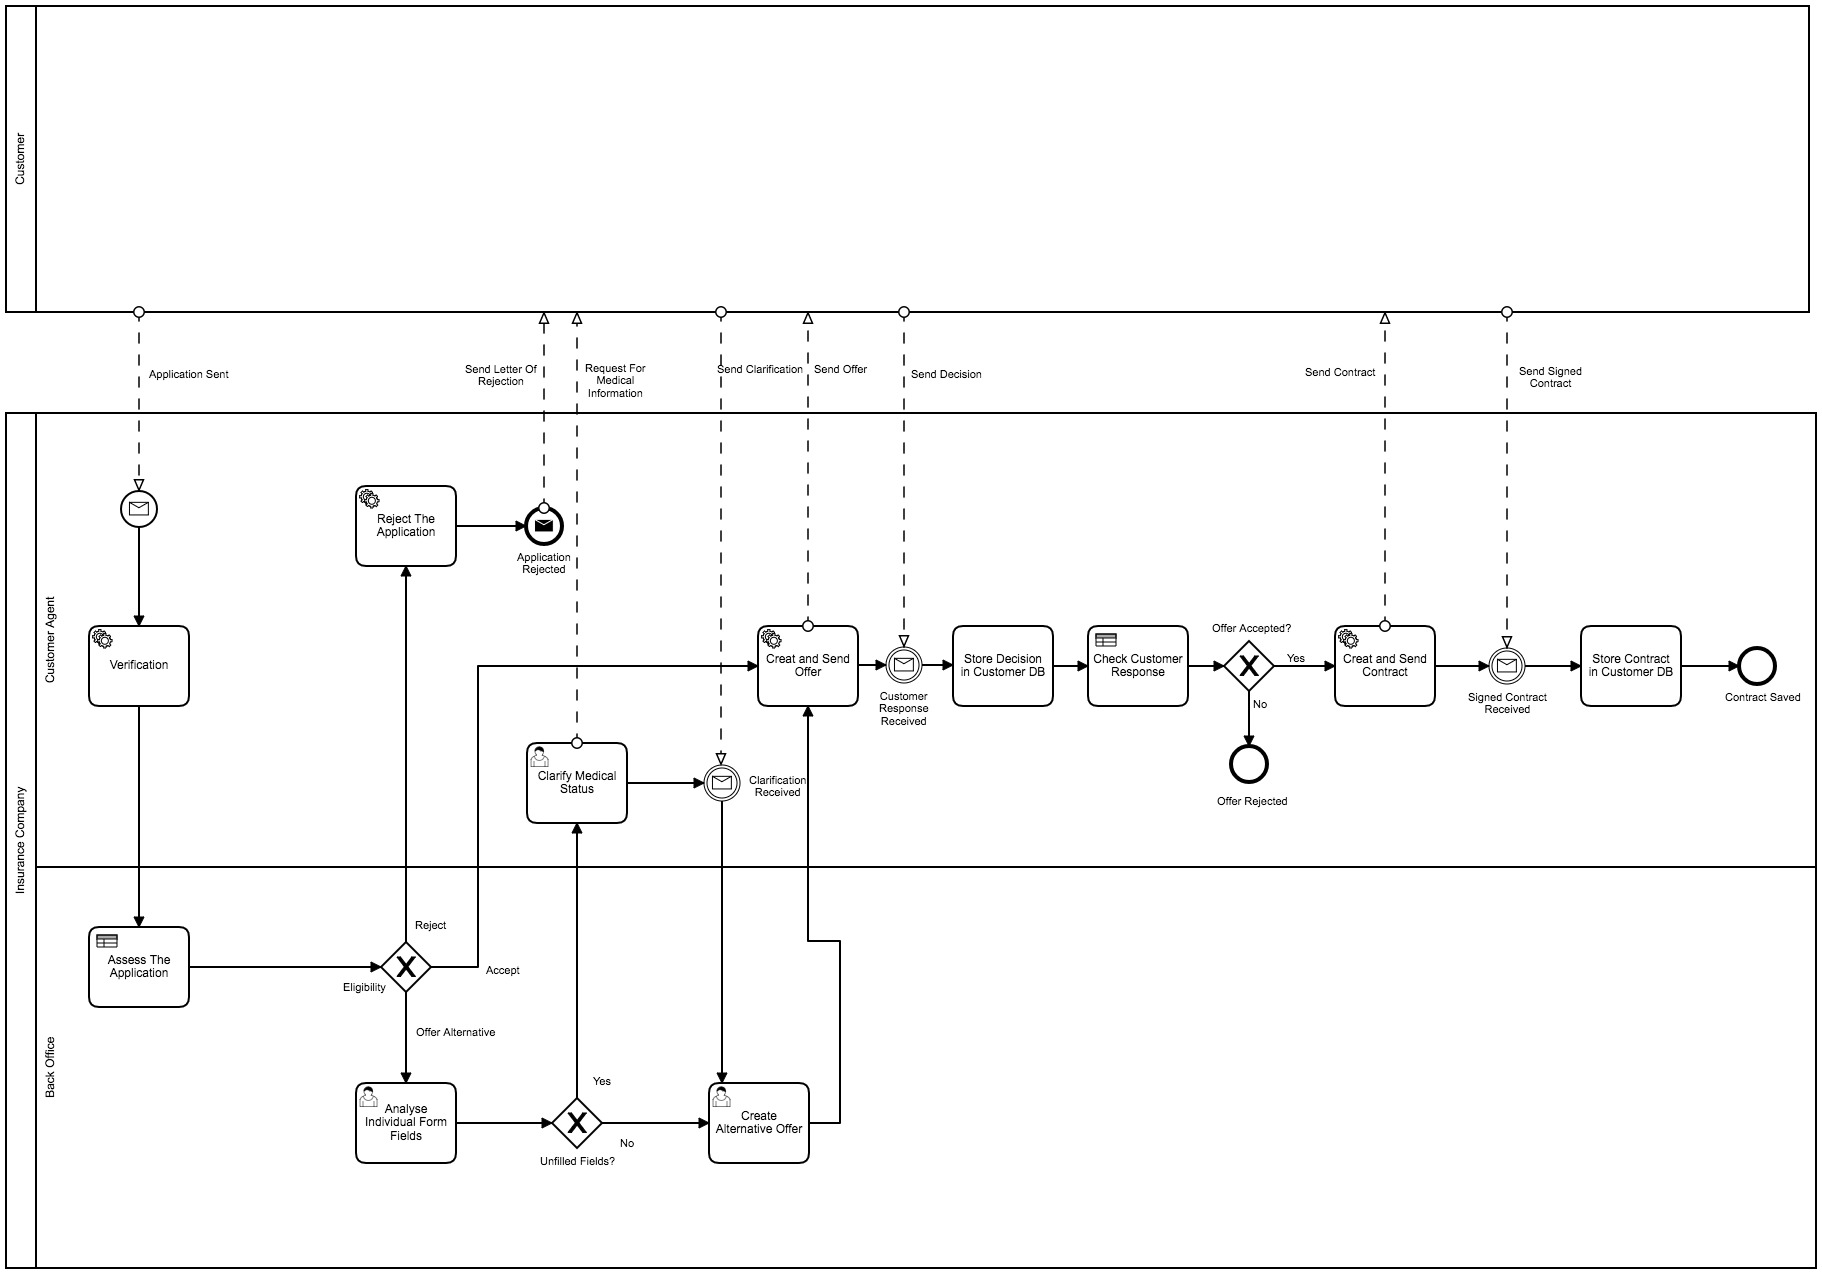 Customer
Application Sent
Send Letter Of
Rejection
Request For
Medical
Information
Send Clarification
Send Offer
Send Decision
Send Contract
Send Signed
Contract
Insurance Company
Customer Agent
Reject The
Application
Application
Rejected
Verification
Creat and Send
Offer
Customer
Response
Received
Store Decision
in Customer DB
Check Customer
Response
Offer Accepted?
Yes
No
Offer Rejected
Creat and Send
Contract
Signed Contract
Received
Store Contract
in Customer DB
Contract Saved
Clarify Medical
Status
Clarification
Received
Back Office
Assess The
Application
Eligibility
Reject
Accept
Offer Alternative
Analyse
Individual Form
Fields
Unfilled Fields?
Yes
No
Create
Alternative Offer